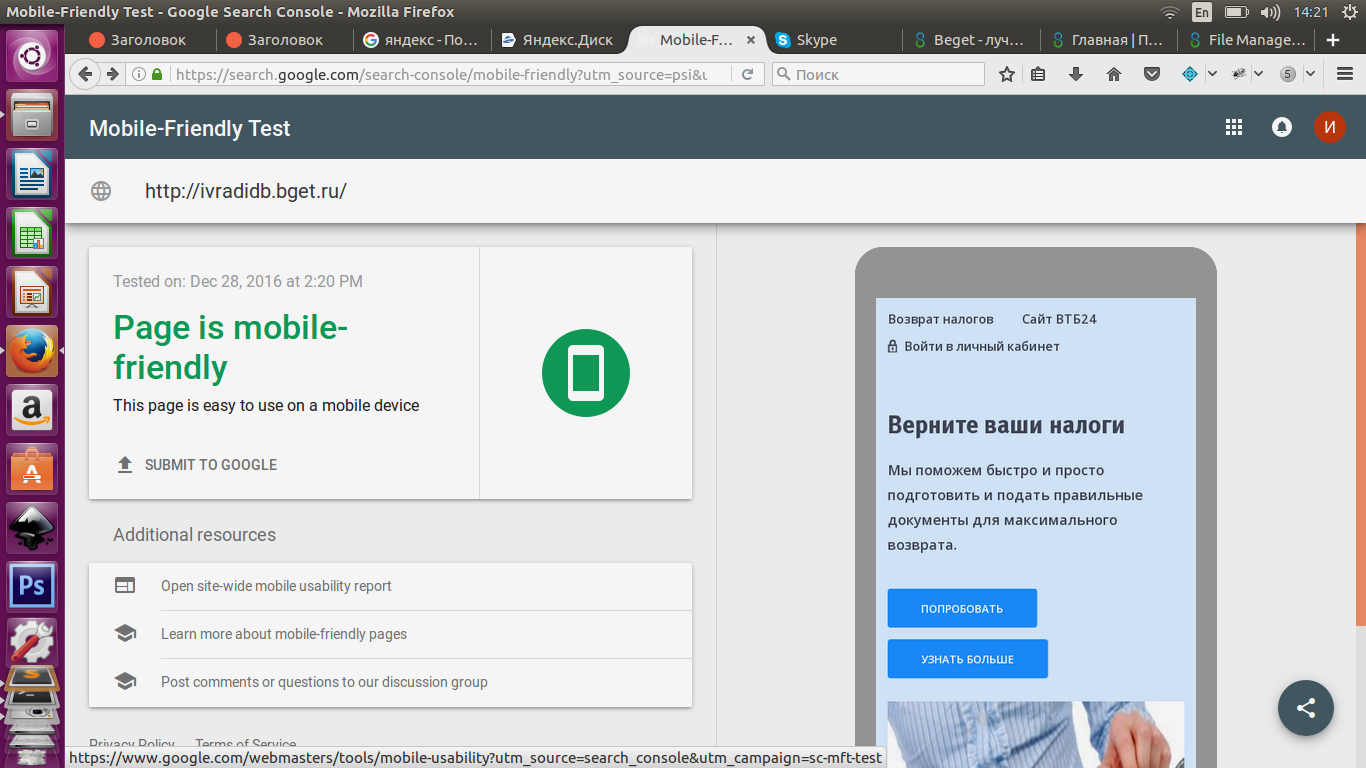 Mobile-Friendly Test - Google Search Console - Mozilla Firefox
En
14:21
Заголовок
Заголовок
яндекс - По...
Яндекс.Диск
Mobile-F...
Skype
Beget - луч...
Главная | П...
File Manage...
https://search.google.com/search-console/mobile-friendly?utm_source=psi&u
Поиск
5
Mobile-Friendly Test
И
http://ivradidb.bget.ru/
Tested on: Dec 28, 2016 at 2:20 PM
Page is mobile-
friendly
This page is easy to use on a mobile device
SUBMIT TO GOOGLE
Additional resources
Open site-wide mobile usability report
Learn more about mobile-friendly pages
Post comments or questions to our discussion group
Privacy Policy
Terms of Service
https://www.google.com/webmasters/tools/mobile-usability?utm_source=search_console&utm_campaign=sc-mft-test
Возврат налогов
Сайт ВТБ24
Войти в личный кабинет
Верните ваши налоги
Мы поможем быстро и просто
подготовить и подать правильные
документы для максимального
возврата.
ПОПРОБОВАТЬ
УЗНАТЬ БОЛЬШЕ
a
A
Ps
S